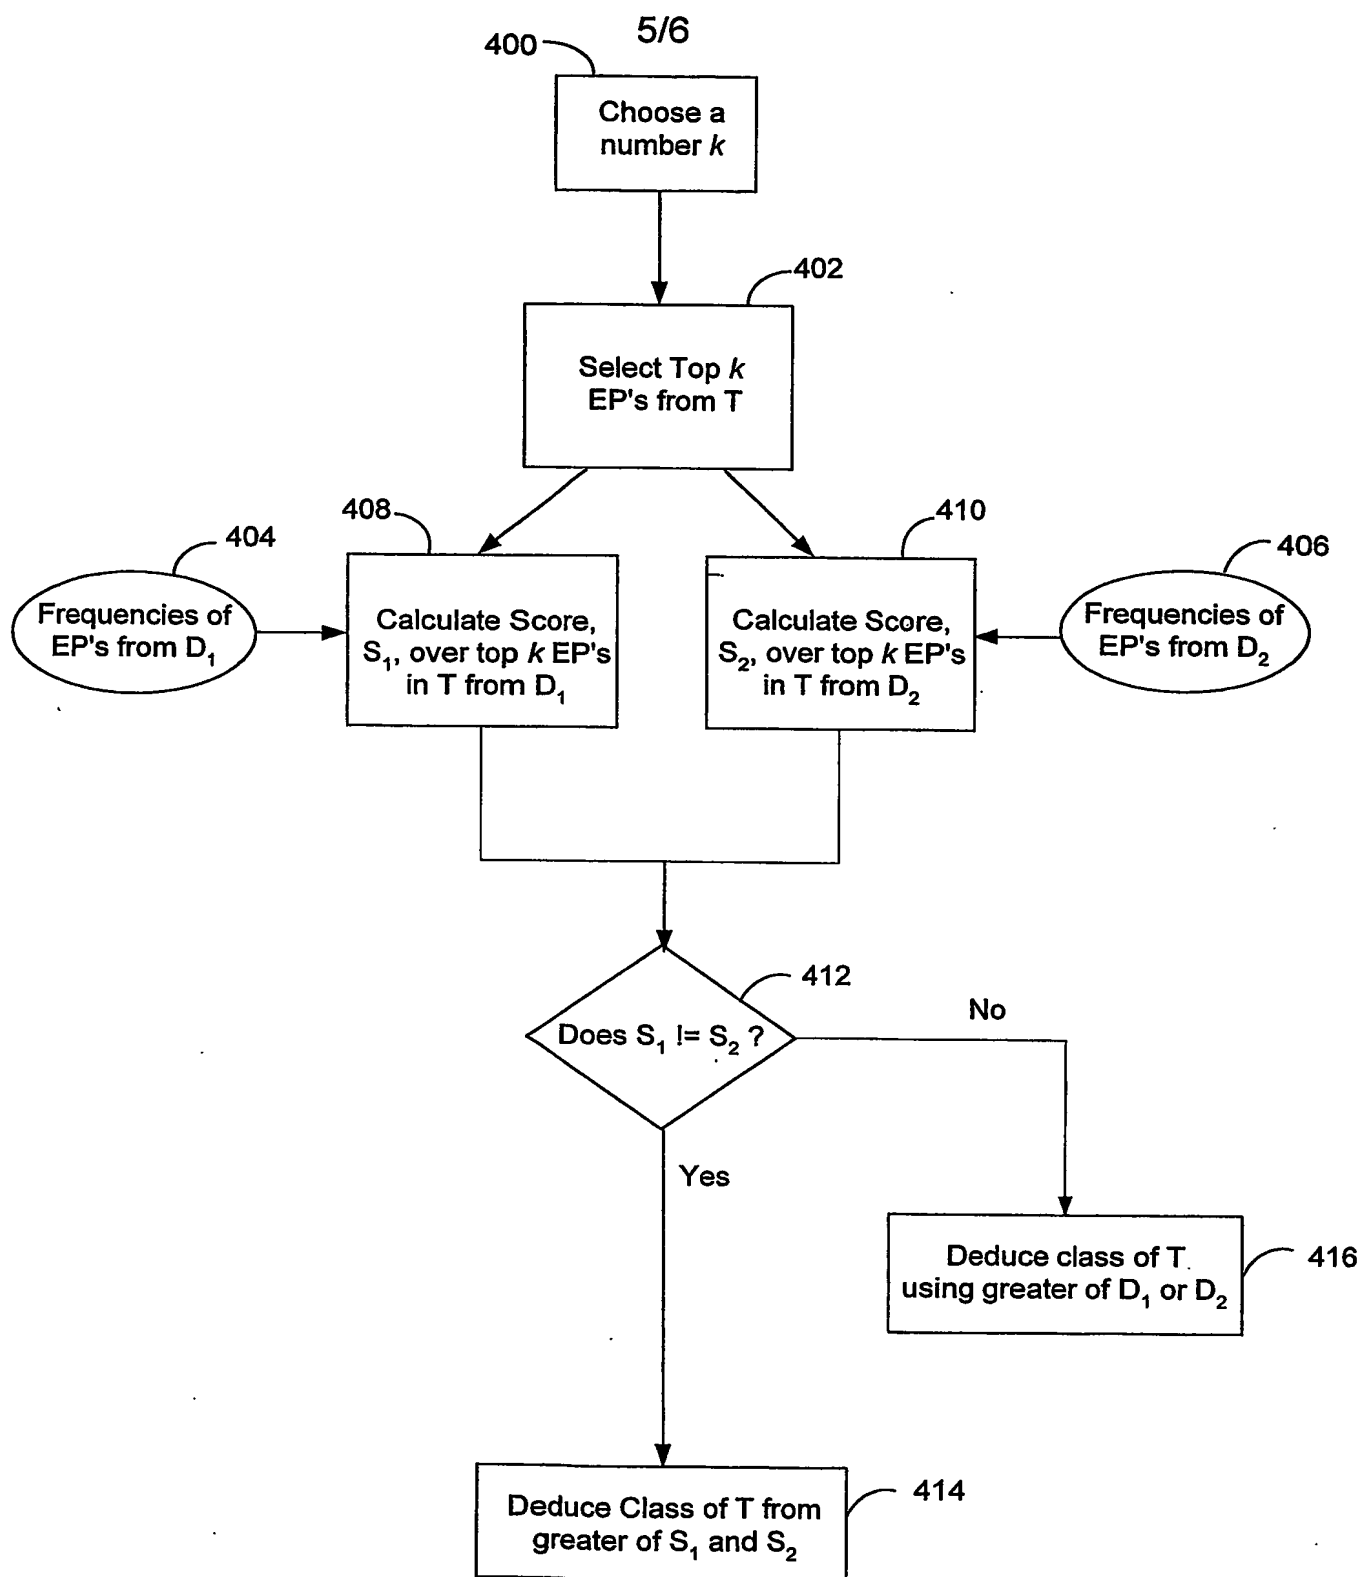 5/6
400
Choose a
number k
402
Select Top k
EP's from T
408
410
404
406
Frequencies of
EP's from D₁
Calculate Score,
S₁, over top k EP's
in T from D₁
Calculate Score,
S₂, over top k EP's
in T from D₂
Frequencies of
EP's from D₂
412
Does S₁ != S₂ ?
No
Yes
Deduce class of T
using greater of D₁ or D₂
416
Deduce Class of T from
greater of S₁ and S₂
414